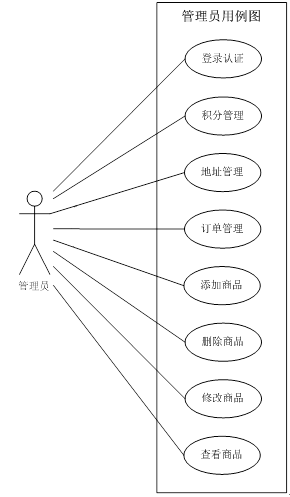 管理员用例图
登录认证
积分管理
地址管理
订单管理
管理员
添加商品
删除商品
修改商品
查看商品